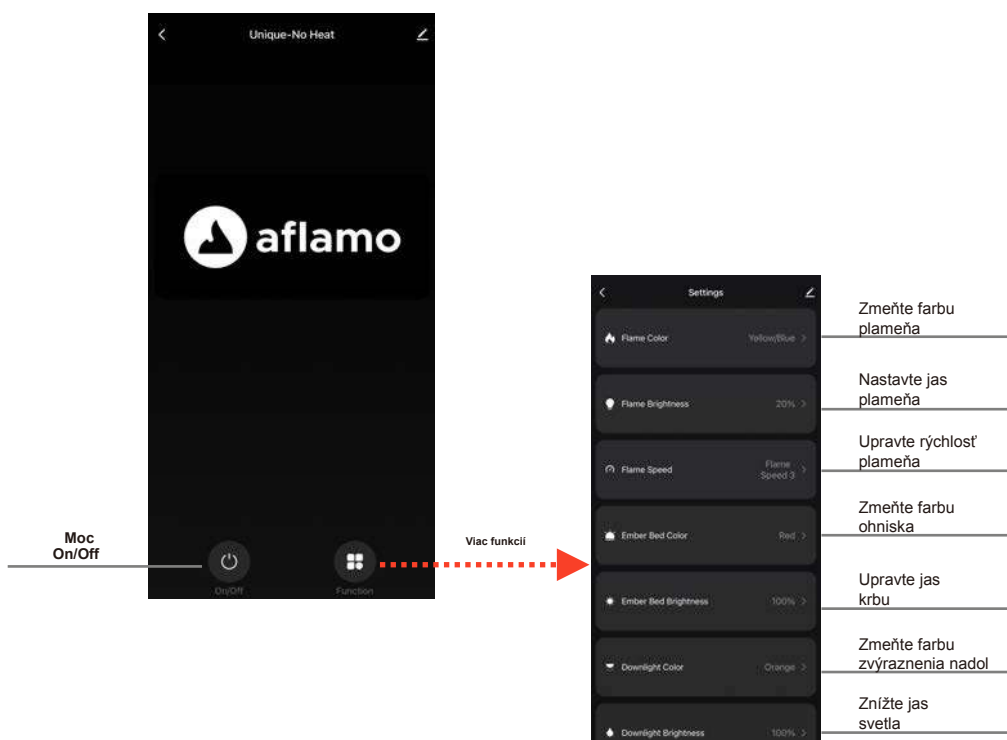 Unique-No Heat
aflamo
Moc
On/Off
On/Off
Function
Viac funkcií
Settings
Flame Color
Yellow/Blue
Zmeňte farbu
plameňa
Flame Brightness
20%
Nastavte jas
plameňa
Flame Speed
Flame
Speed 3
Upravte rýchlosť
plameňa
Ember Bed Color
Red
Zmeňte farbu
ohniska
Ember Bed Brightness
100%
Upravte jas
krbu
Downlight Color
Orange
Zmeňte farbu
zvýraznenia nadol
Downlight Brightness
100%
Znížte jas
svetla